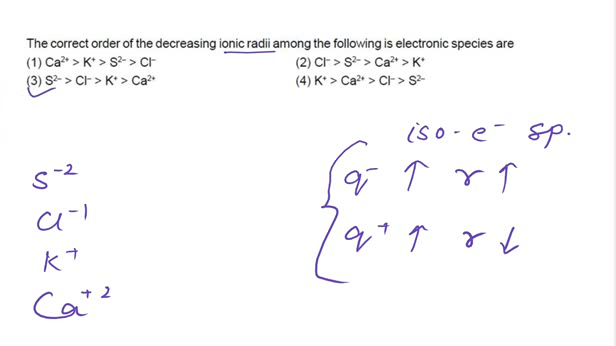 The correct order of the decreasing ionic radii among the following is electronic species are
(1) Ca²⁺ > K⁺ > S²⁻ > Cl⁻ (2) Cl⁻ > S²⁻ > Ca²⁺ > K⁺
(3) S²⁻ > Cl⁻ > K⁺ > Ca²⁺ (4) K⁺ > Ca²⁺ > Cl⁻ > S²⁻
iso-e⁻ sp.
q⁻ ↑ r ↑
q⁺ ↑ r ↓
S⁻²
Cl⁻¹
K⁺
Ca⁺²